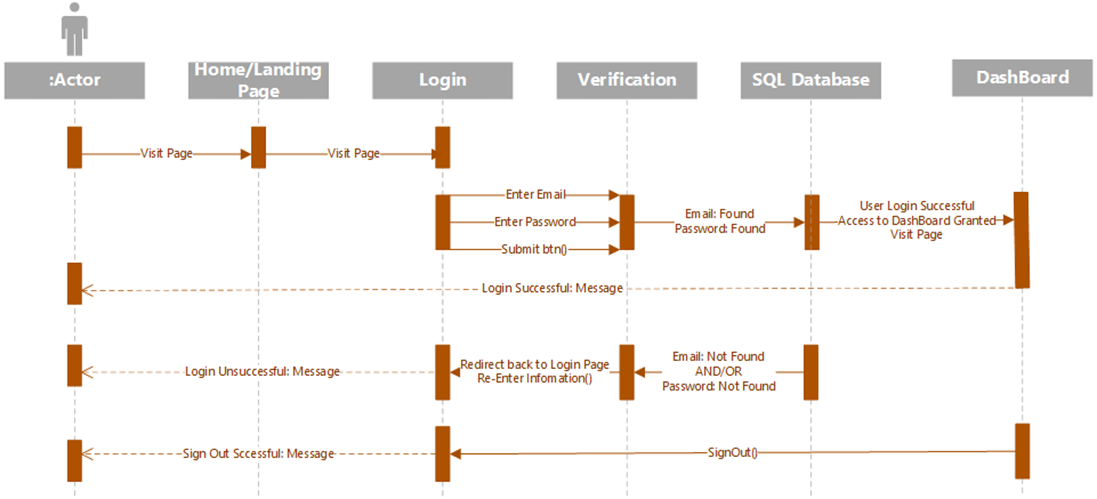 :Actor
Home/Landing
Page
Login
Verification
SQL Database
DashBoard
Visit Page
Visit Page
Enter Email
Enter Password
Submit btn()
Email: Found
Password: Found
User Login Successful
Access to DashBoard Granted
Visit Page
Login Successful: Message
Login Unsuccessful: Message
Redirect back to Login Page
Re-Enter Infomation()
Email: Not Found
AND/OR
Password: Not Found
Sign Out Sccessful: Message
SignOut()